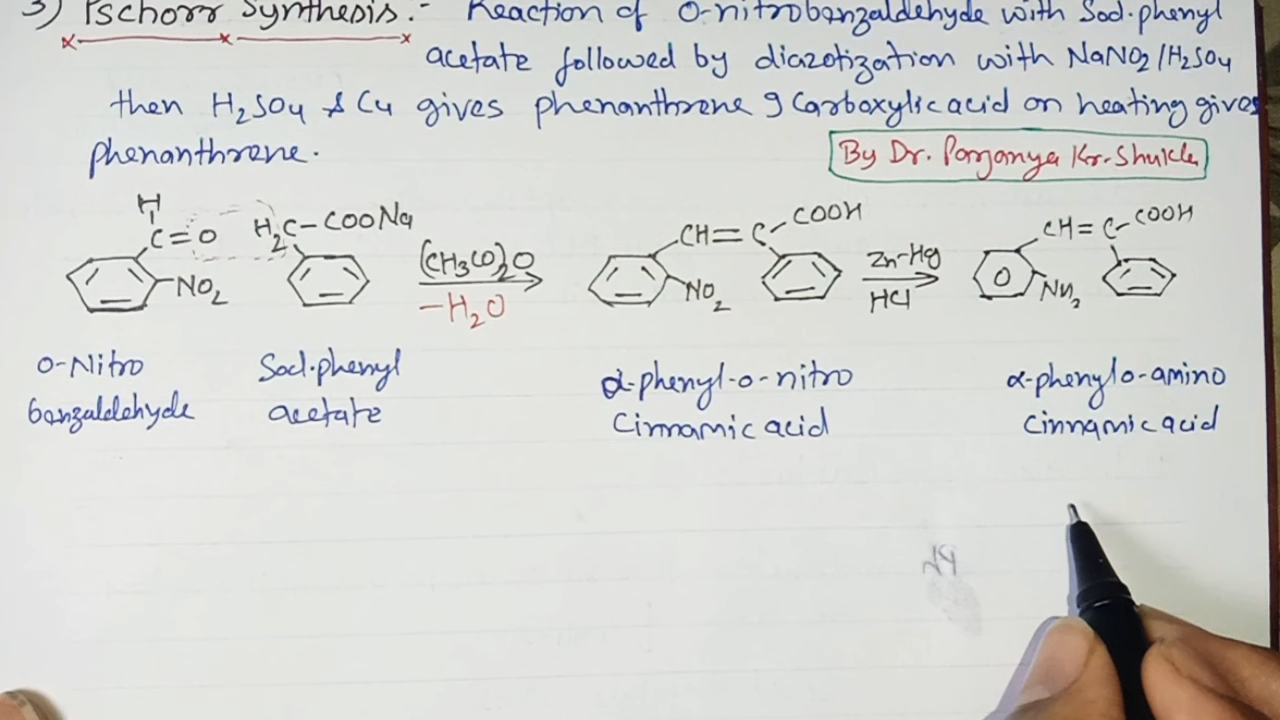 3) Pschorr Synthesis:- Reaction of O-nitrobenzaldehyde with Sod. phenyl
acetate followed by diazotization with NaNO2/H2SO4
then H2SO4 & Cu gives phenanthrene 9 Carboxylic acid on heating gives
phenanthrene.
By Dr. Parjanya Kr. Shukla
H
C=O
NO2
H2C-COONa
(CH3CO)2O
-H2O
CH=C-COOH
NO2
Zn-Hg
HCl
CH=C-COOH
NH2
O-Nitro
benzaldehyde
Sod. phenyl
acetate
α-phenyl-o-nitro
Cinnamic acid
α-phenyl o-amino
Cinnamic acid